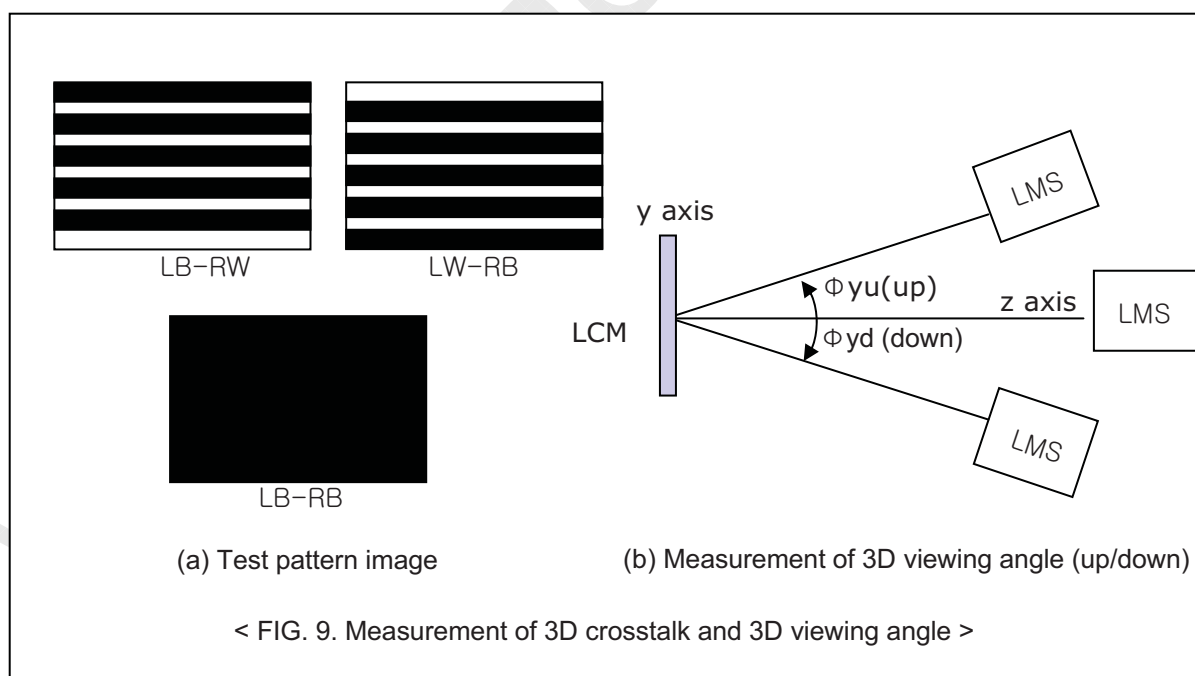 LB-RW
LW-RB
LB-RB
(a) Test pattern image
y axis
LCM
Φyu(up)
z axis
Φyd (down)
LMS
LMS
LMS
(b) Measurement of 3D viewing angle (up/down)
< FIG. 9. Measurement of 3D crosstalk and 3D viewing angle >